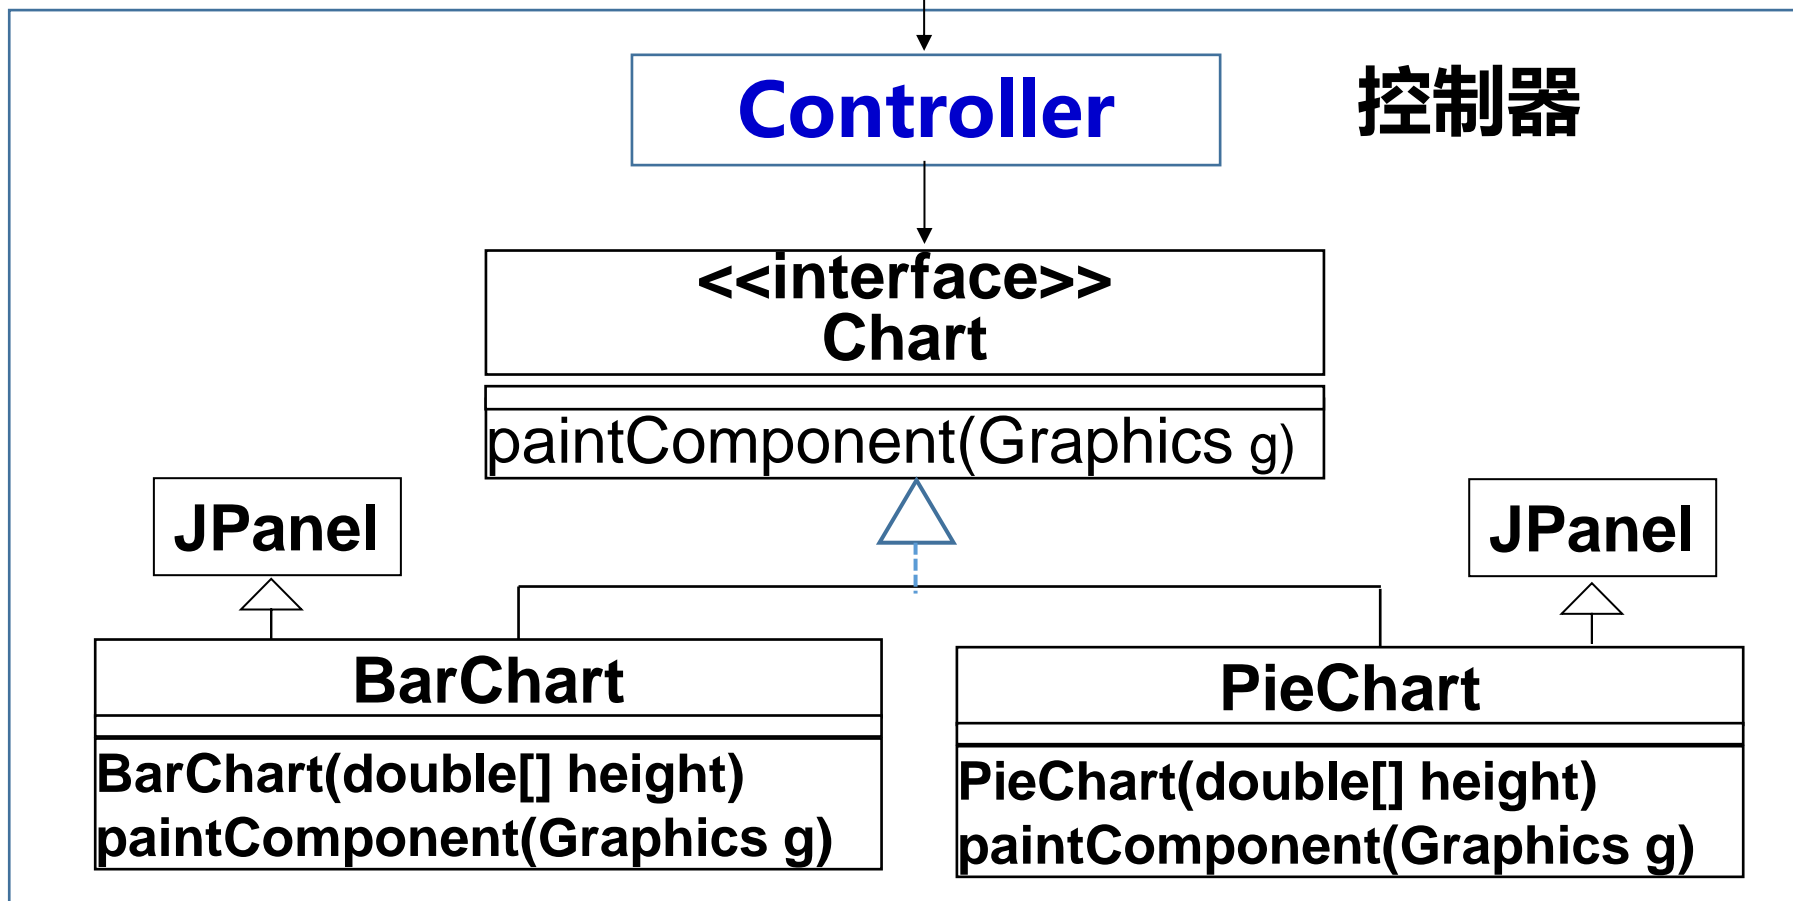 Controller
控制器
<<interface>>
Chart
paintComponent(Graphics g)
JPanel
JPanel
BarChart
BarChart(double[] height)
paintComponent(Graphics g)
PieChart
PieChart(double[] height)
paintComponent(Graphics g)